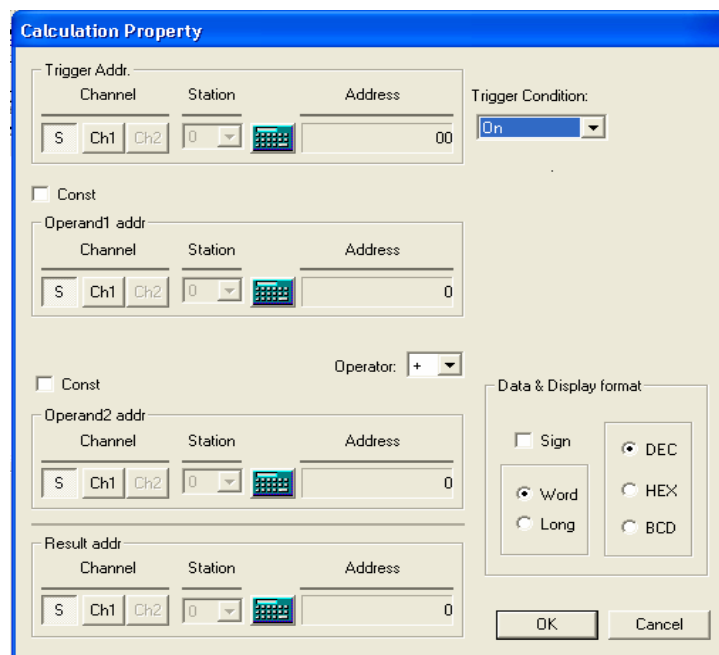 Calculation Property
Trigger Addr.
Channel Station Address
S Ch1 Ch2 0 00
Trigger Condition:
On
Const
Operand1 addr
Channel Station Address
S Ch1 Ch2 0 0
Operator: +
Const
Operand2 addr
Channel Station Address
S Ch1 Ch2 0 0
Data & Display format
Sign
Word
Long
DEC
HEX
BCD
Result addr
Channel Station Address
S Ch1 Ch2 0 0
OK Cancel